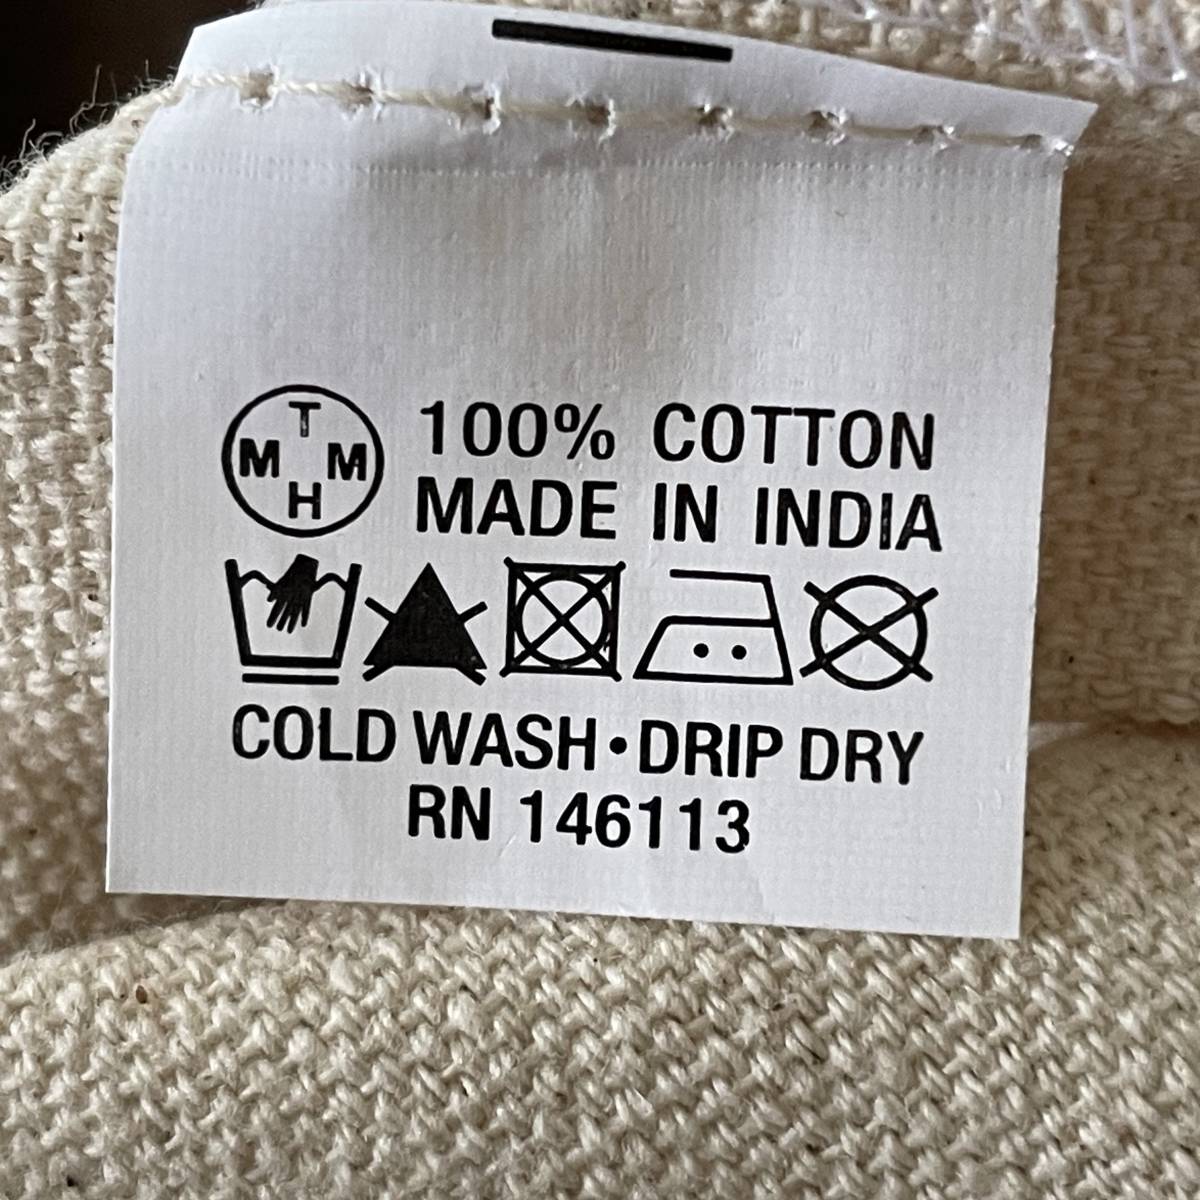 T
M M
H
100% COTTON
MADE IN INDIA
COLD WASH • DRIP DRY
RN 146113